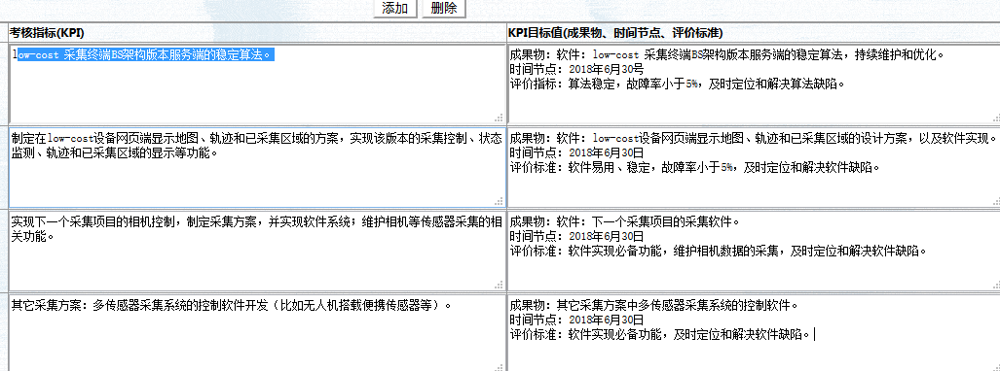 添加 删除
考核指标(KPI) KPI目标值(成果物、时间节点、评价标准)
low-cost 采集终端BS架构版本服务端的稳定算法。
成果物：软件：low-cost 采集终端BS架构版本服务端的稳定算法，持续维护和优化。
时间节点：2018年6月30号
评价指标：算法稳定，故障率小于5%，及时定位和解决算法缺陷。
制定在low-cost设备网页端显示地图、轨迹和已采集区域的方案，实现该版本的采集控制、状态
监测、轨迹和已采集区域的显示等功能。
成果物：软件：low-cost设备网页端显示地图、轨迹和已采集区域的设计方案，以及软件实现。
时间节点：2018年6月30日
评价标准：软件易用、稳定，故障率小于5%，及时定位和解决软件缺陷。
实现下一个采集项目的相机控制，制定采集方案，并实现软件系统；维护相机等传感器采集的相
关功能。
成果物：软件：下一个采集项目的采集软件。
时间节点：2018年6月30日
评价标准：软件实现必备功能，维护相机数据的采集，及时定位和解决软件缺陷。
其它采集方案：多传感器采集系统的控制软件开发（比如无人机搭载便携传感器等）。
成果物：其它采集方案中多传感器采集系统的控制软件。
时间节点：2018年6月30日
评价标准：软件实现必备功能，及时定位和解决软件缺陷。